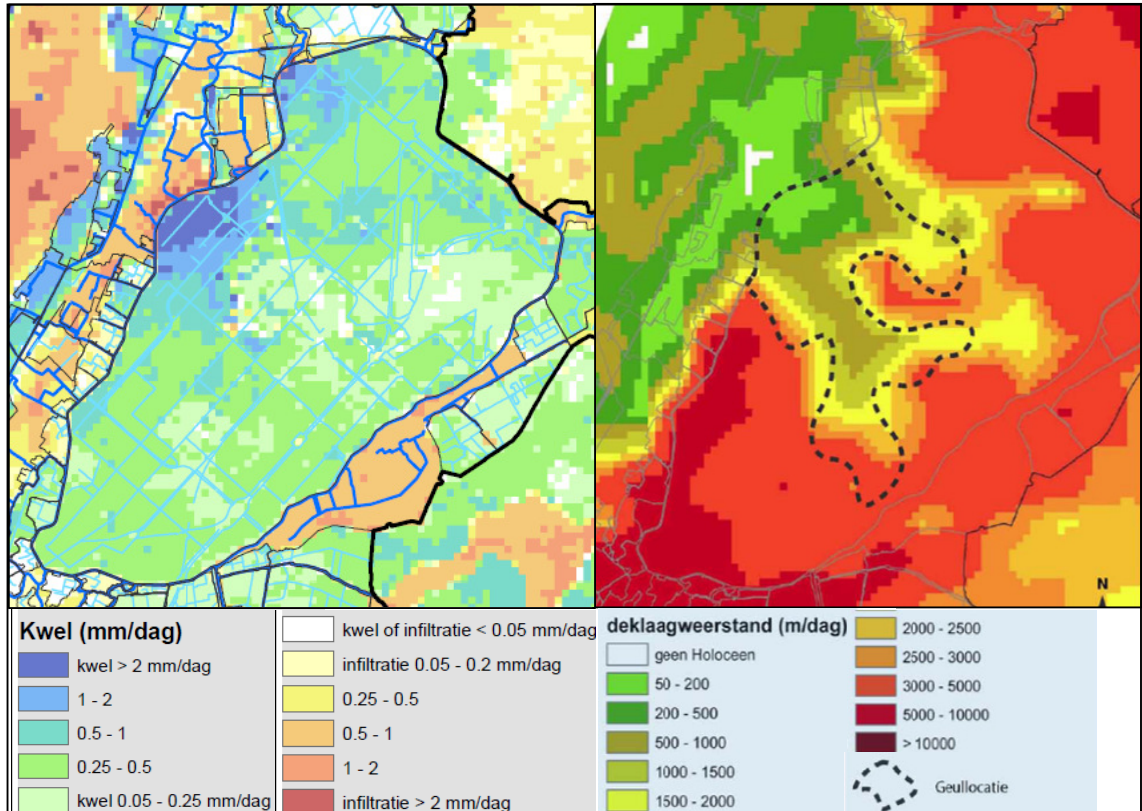 N
Kwel (mm/dag)
kwel > 2 mm/dag
1 - 2
0.5 - 1
0.25 - 0.5
kwel 0.05 - 0.25 mm/dag
kwel of infiltratie < 0.05 mm/dag
infiltratie 0.05 - 0.2 mm/dag
0.25 - 0.5
0.5 - 1
1 - 2
infiltratie > 2 mm/dag
deklaagweerstand (m/dag)
geen Holoceen
50 - 200
200 - 500
500 - 1000
1000 - 1500
1500 - 2000
2000 - 2500
2500 - 3000
3000 - 5000
5000 - 10000
> 10000
Geullocatie